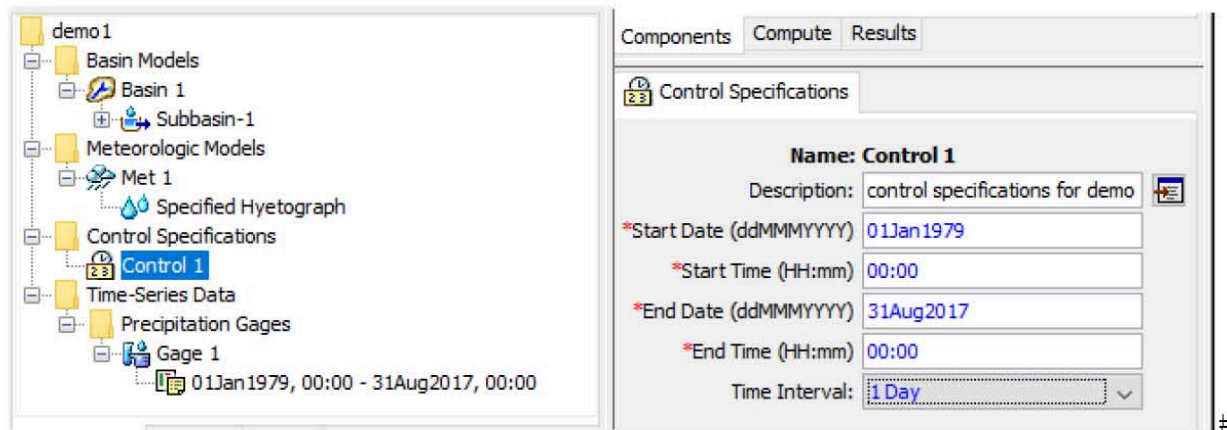 demo1
Basin Models
Basin 1
Subbasin-1
Meteorologic Models
Met 1
Specified Hyetograph
Control Specifications
Control 1
Time-Series Data
Precipitation Gages
Gage 1
01Jan1979, 00:00 - 31Aug2017, 00:00
Components Compute Results
Control Specifications
Name: Control 1
Description: control specifications for demo
*Start Date (ddMMMYYYY) 01Jan1979
*Start Time (HH:mm) 00:00
*End Date (ddMMMYYYY) 31Aug2017
*End Time (HH:mm) 00:00
Time Interval: 1 Day